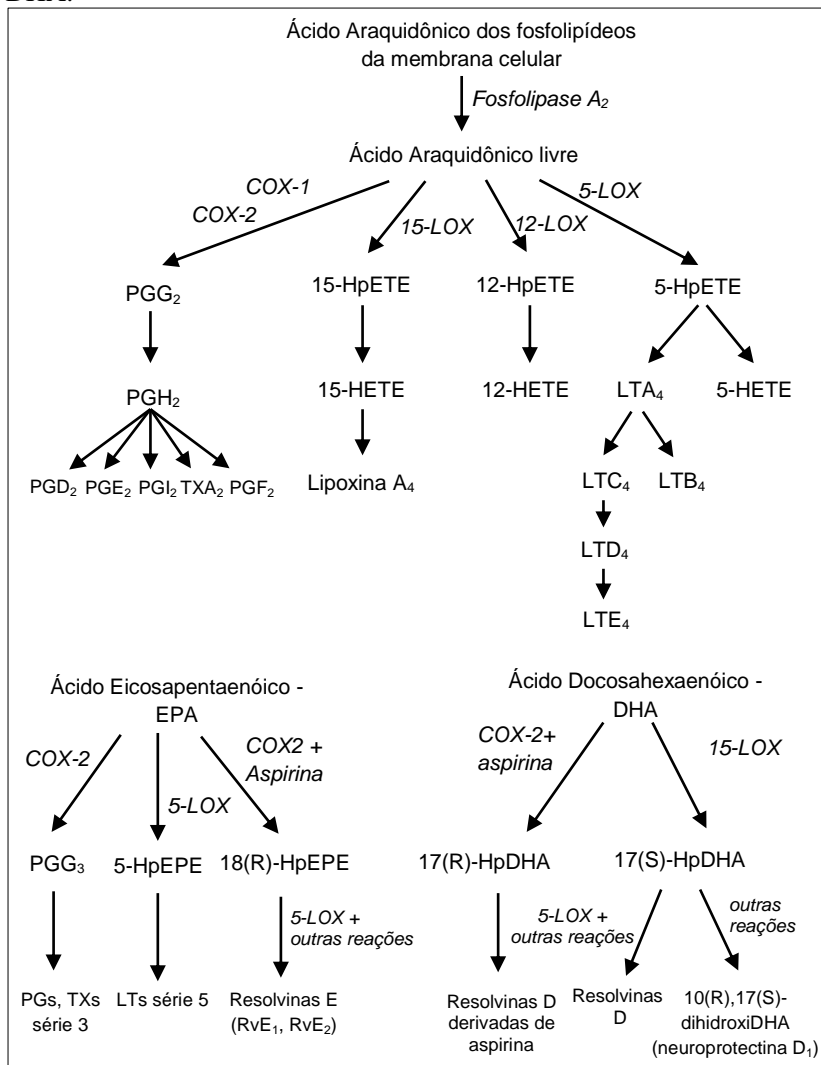 DHA.
Ácido Araquidônico dos fosfolipídeos
da membrana celular
Fosfolipase A₂
Ácido Araquidônico livre
COX-1
COX-2
15-LOX
12-LOX
5-LOX
PGG₂
15-HpETE
12-HpETE
5-HpETE
PGH₂
15-HETE
12-HETE
LTA₄
5-HETE
PGD₂ PGE₂ PGI₂ TXA₂ PGF₂
Lipoxina A₄
LTC₄
LTB₄
LTD₄
LTE₄
Ácido Eicosapentaenóico -
EPA
COX-2
5-LOX
COX2 +
Aspirina
PGG₃
5-HpEPE
18(R)-HpEPE
5-LOX +
outras reações
PGs, TXs
série 3
LTs série 5
Resolvinas E
(RvE₁, RvE₂)
Ácido Docosahexaenóico -
DHA
COX-2+
aspirina
15-LOX
17(R)-HpDHA
17(S)-HpDHA
5-LOX +
outras reações
outras
reações
Resolvinas D
derivadas de
aspirina
Resolvinas
D
10(R),17(S)-
dihidroxiDHA
(neuroprotectina D₁)